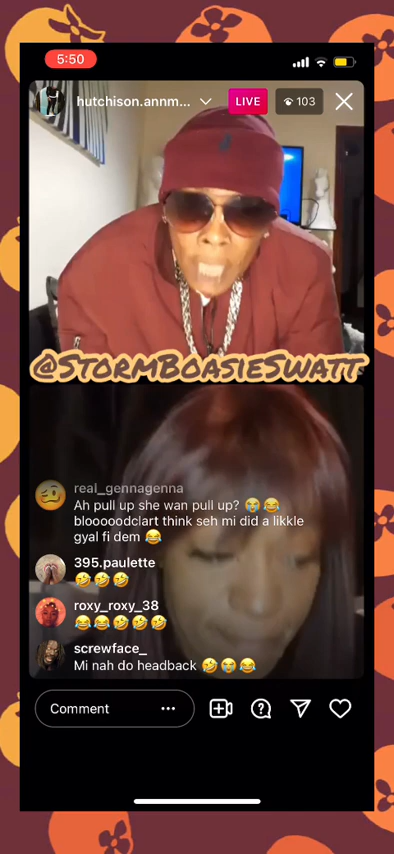 5:50
hutchison.annm...
LIVE
103
@StormBoasieSwatt
real_gennagenna
Ah pull up she wan pull up? 😭😂
blooooodclart think seh mi did a likkle
gyal fi dem 😂
395.paulette
🤣🤣🤣
roxy_roxy_38
😂😂🤣🤣🤣
screwface_
Mi nah do headback 🤣😭😂
Comment